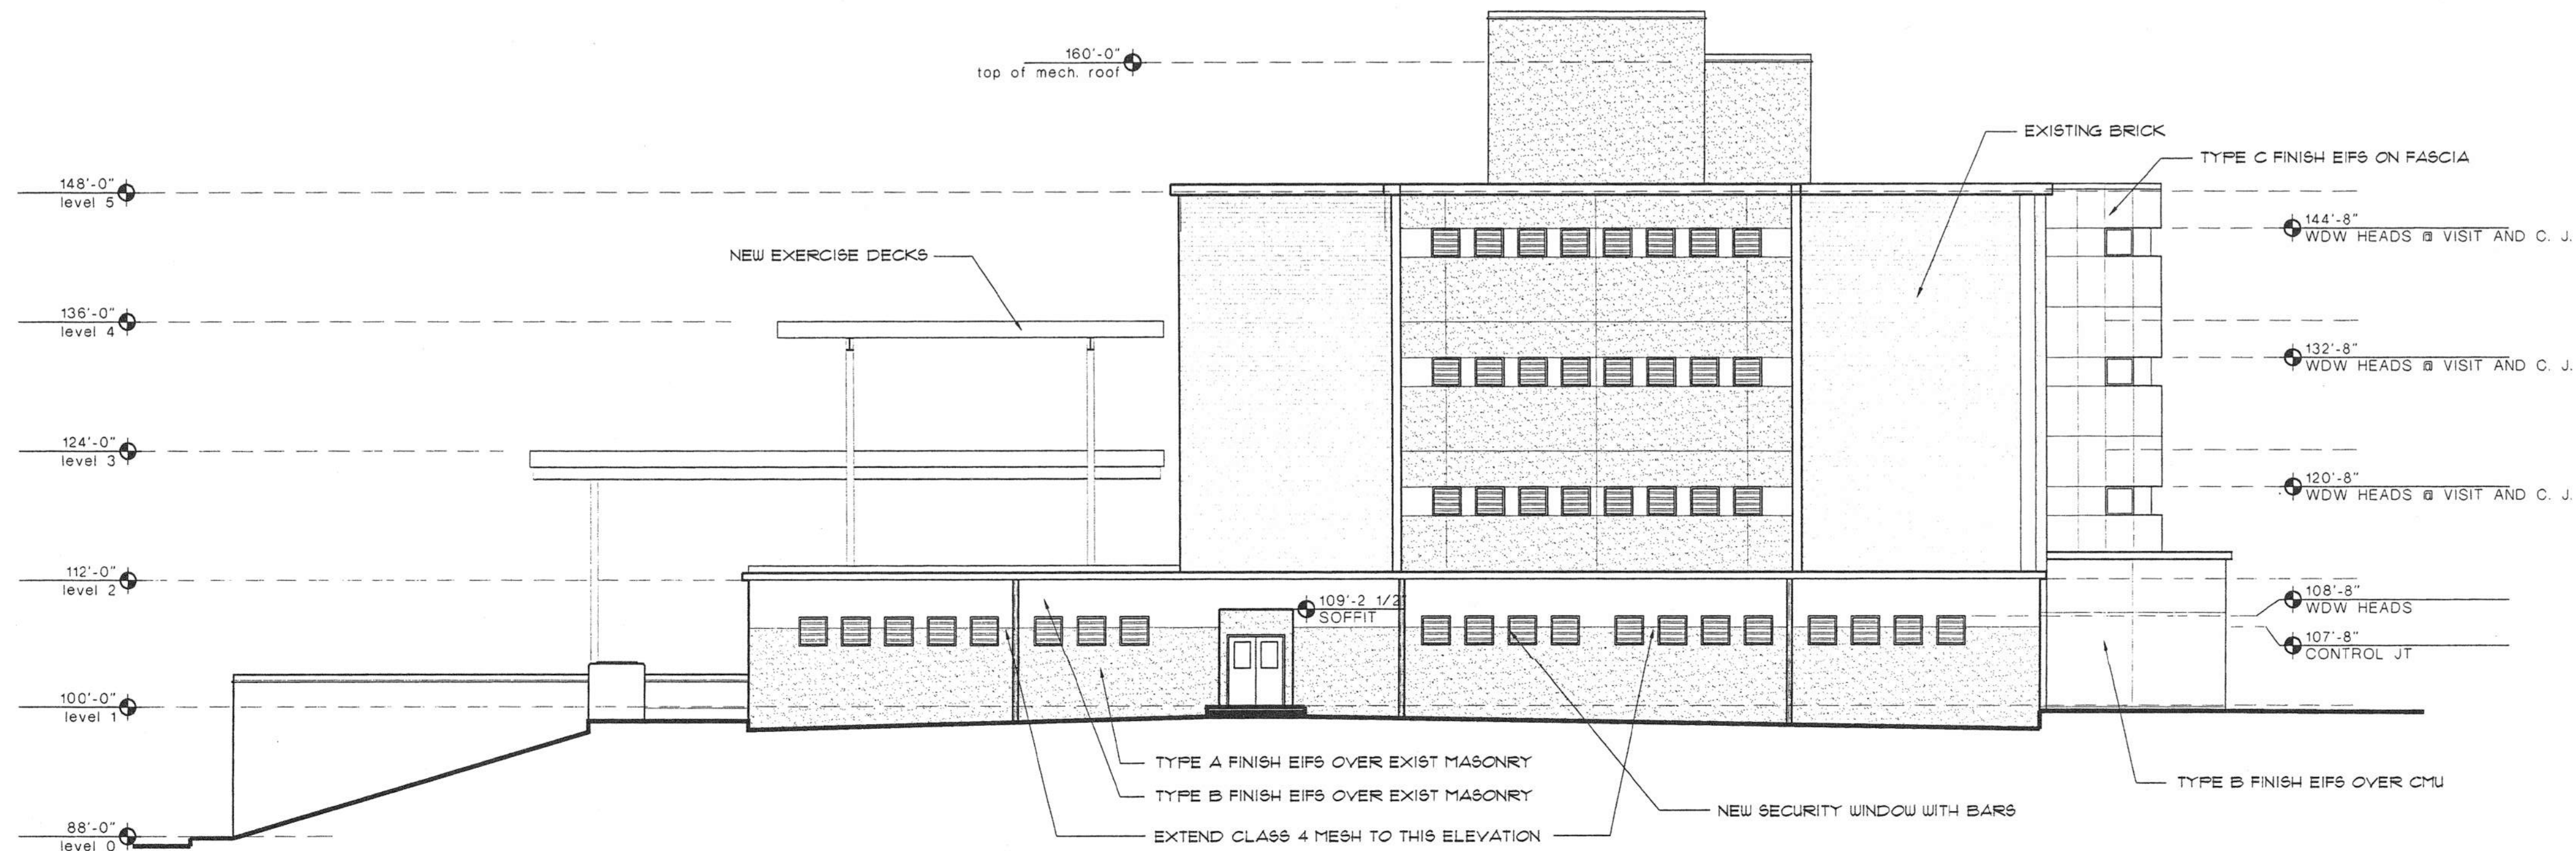 160'-0"
top of mech. roof
EXISTING BRICK
TYPE C FINISH EIFS ON FASCIA
148'-0"
level 5
144'-8"
WDW HEADS @ VISIT AND C. J.
NEW EXERCISE DECKS
136'-0"
level 4
132'-8"
WDW HEADS @ VISIT AND C. J.
124'-0"
level 3
120'-8"
WDW HEADS @ VISIT AND C. J.
112'-0"
level 2
109'-2 1/2"
SOFFIT
108'-8"
WDW HEADS
107'-8"
CONTROL JT
100'-0"
level 1
TYPE A FINISH EIFS OVER EXIST MASONRY
TYPE B FINISH EIFS OVER EXIST MASONRY
TYPE B FINISH EIFS OVER CMU
NEW SECURITY WINDOW WITH BARS
EXTEND CLASS 4 MESH TO THIS ELEVATION
88'-0"
level 0